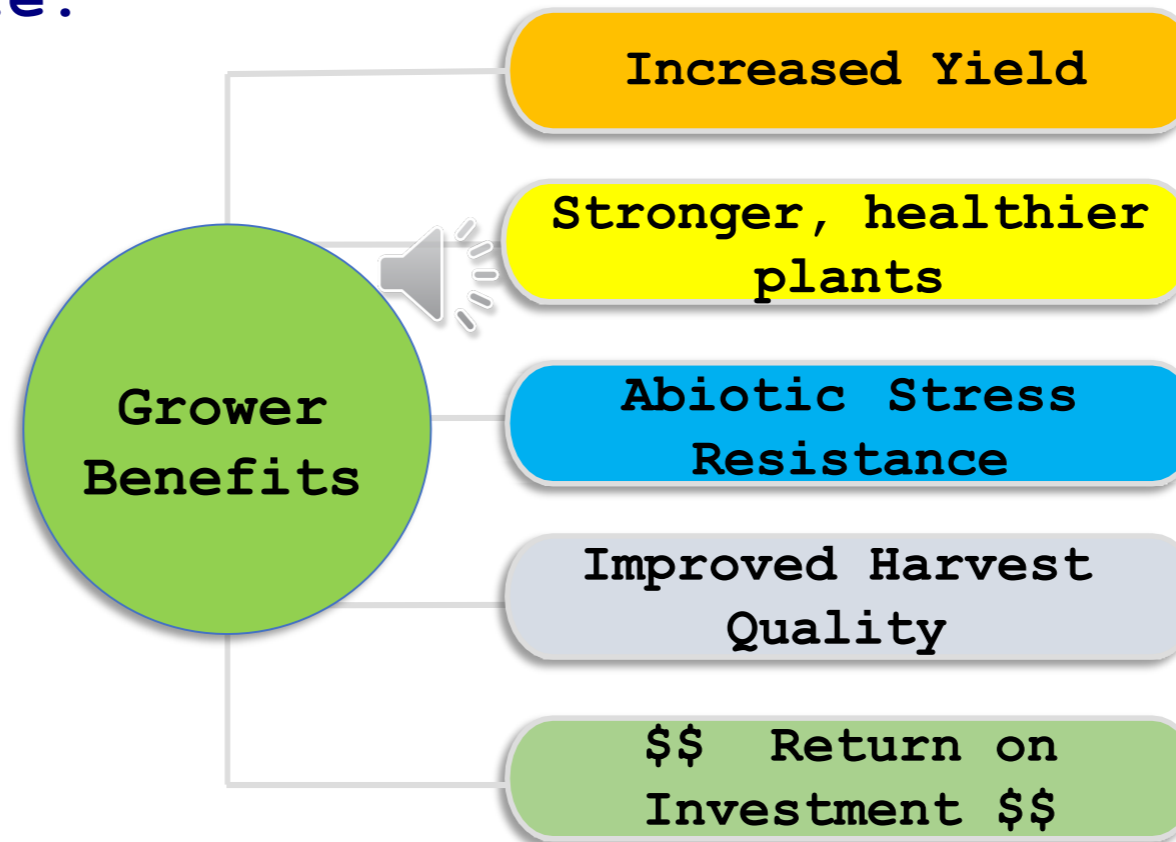 Increased Yield
Stronger, healthier
plants
Grower
Benefits
Abiotic Stress
Resistance
Improved Harvest
Quality
$$ Return on
Investment $$